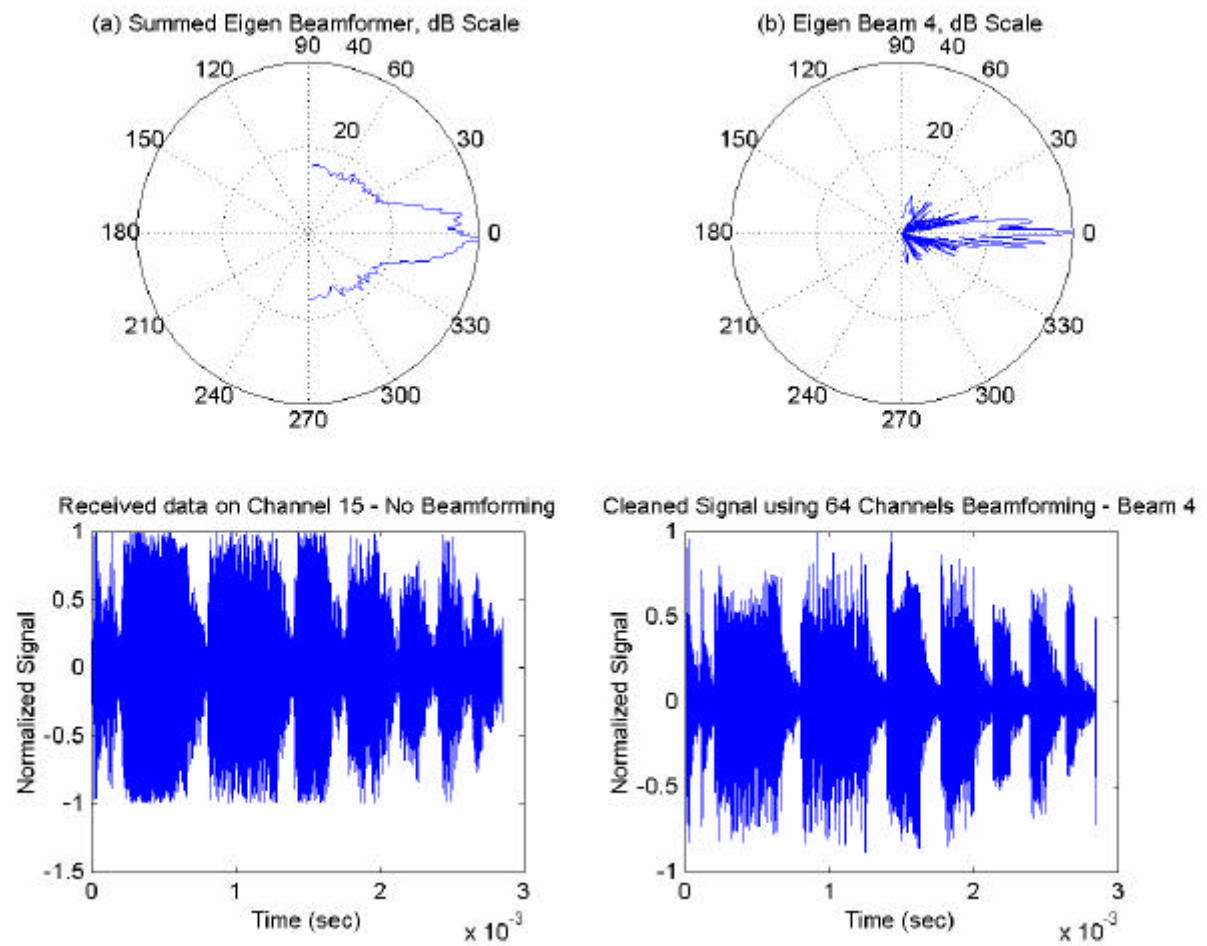 (a) Summed Eigen Beamformer, dB Scale
90 40
120 60
150 20 30
180 0
210 330
240 300
270
(b) Eigen Beam 4, dB Scale
90 40
120 60
150 20 30
180 0
210 330
240 300
270
Received data on Channel 15 - No Beamforming
1
0.5
0
-0.5
-1
-1.5
Normalized Signal
0 1 2 3
Time (sec)
x 10^-3
Cleaned Signal using 64 Channels Beamforming - Beam 4
1
0.5
0
-0.5
-1
Normalized Signal
0 1 2 3
Time (sec)
x 10^-3